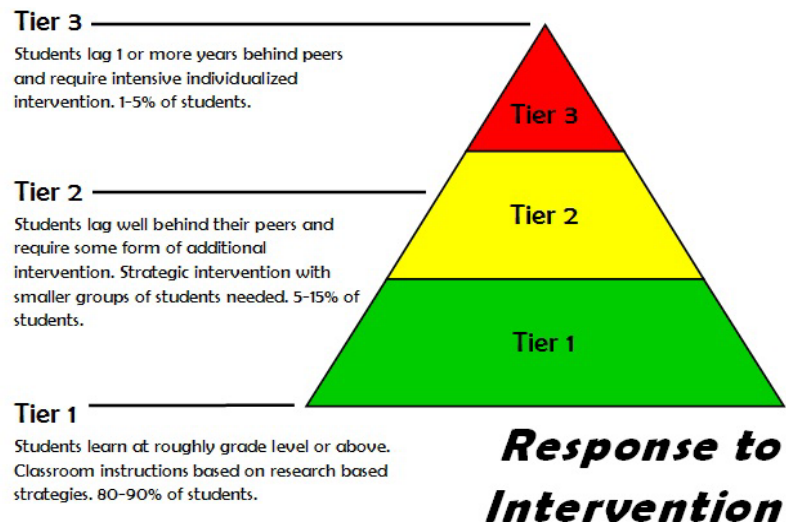 Tier 3
Students lag 1 or more years behind peers
and require intensive individualized
intervention. 1-5% of students.
Tier 3
Tier 2
Students lag well behind their peers and
require some form of additional
intervention. Strategic intervention with
smaller groups of students needed. 5-15% of
students.
Tier 2
Tier 1
Tier 1
Students learn at roughly grade level or above.
Classroom instructions based on research based
strategies. 80-90% of students.
Response to
Intervention